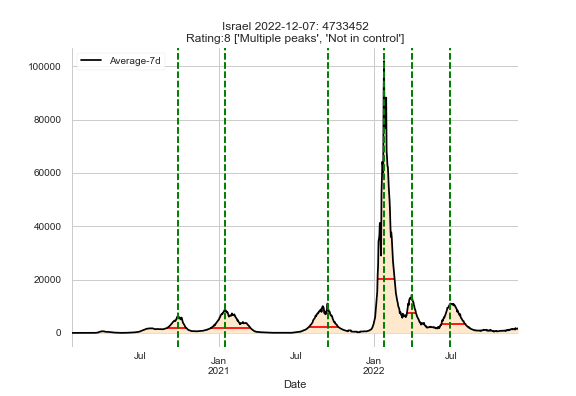 Israel 2022-12-07: 4733452
Rating:8 ['Multiple peaks', 'Not in control']
Average-7d
100000
80000
60000
40000
20000
0
Jul
Jan
2021
Jul
Jan
2022
Jul
Date